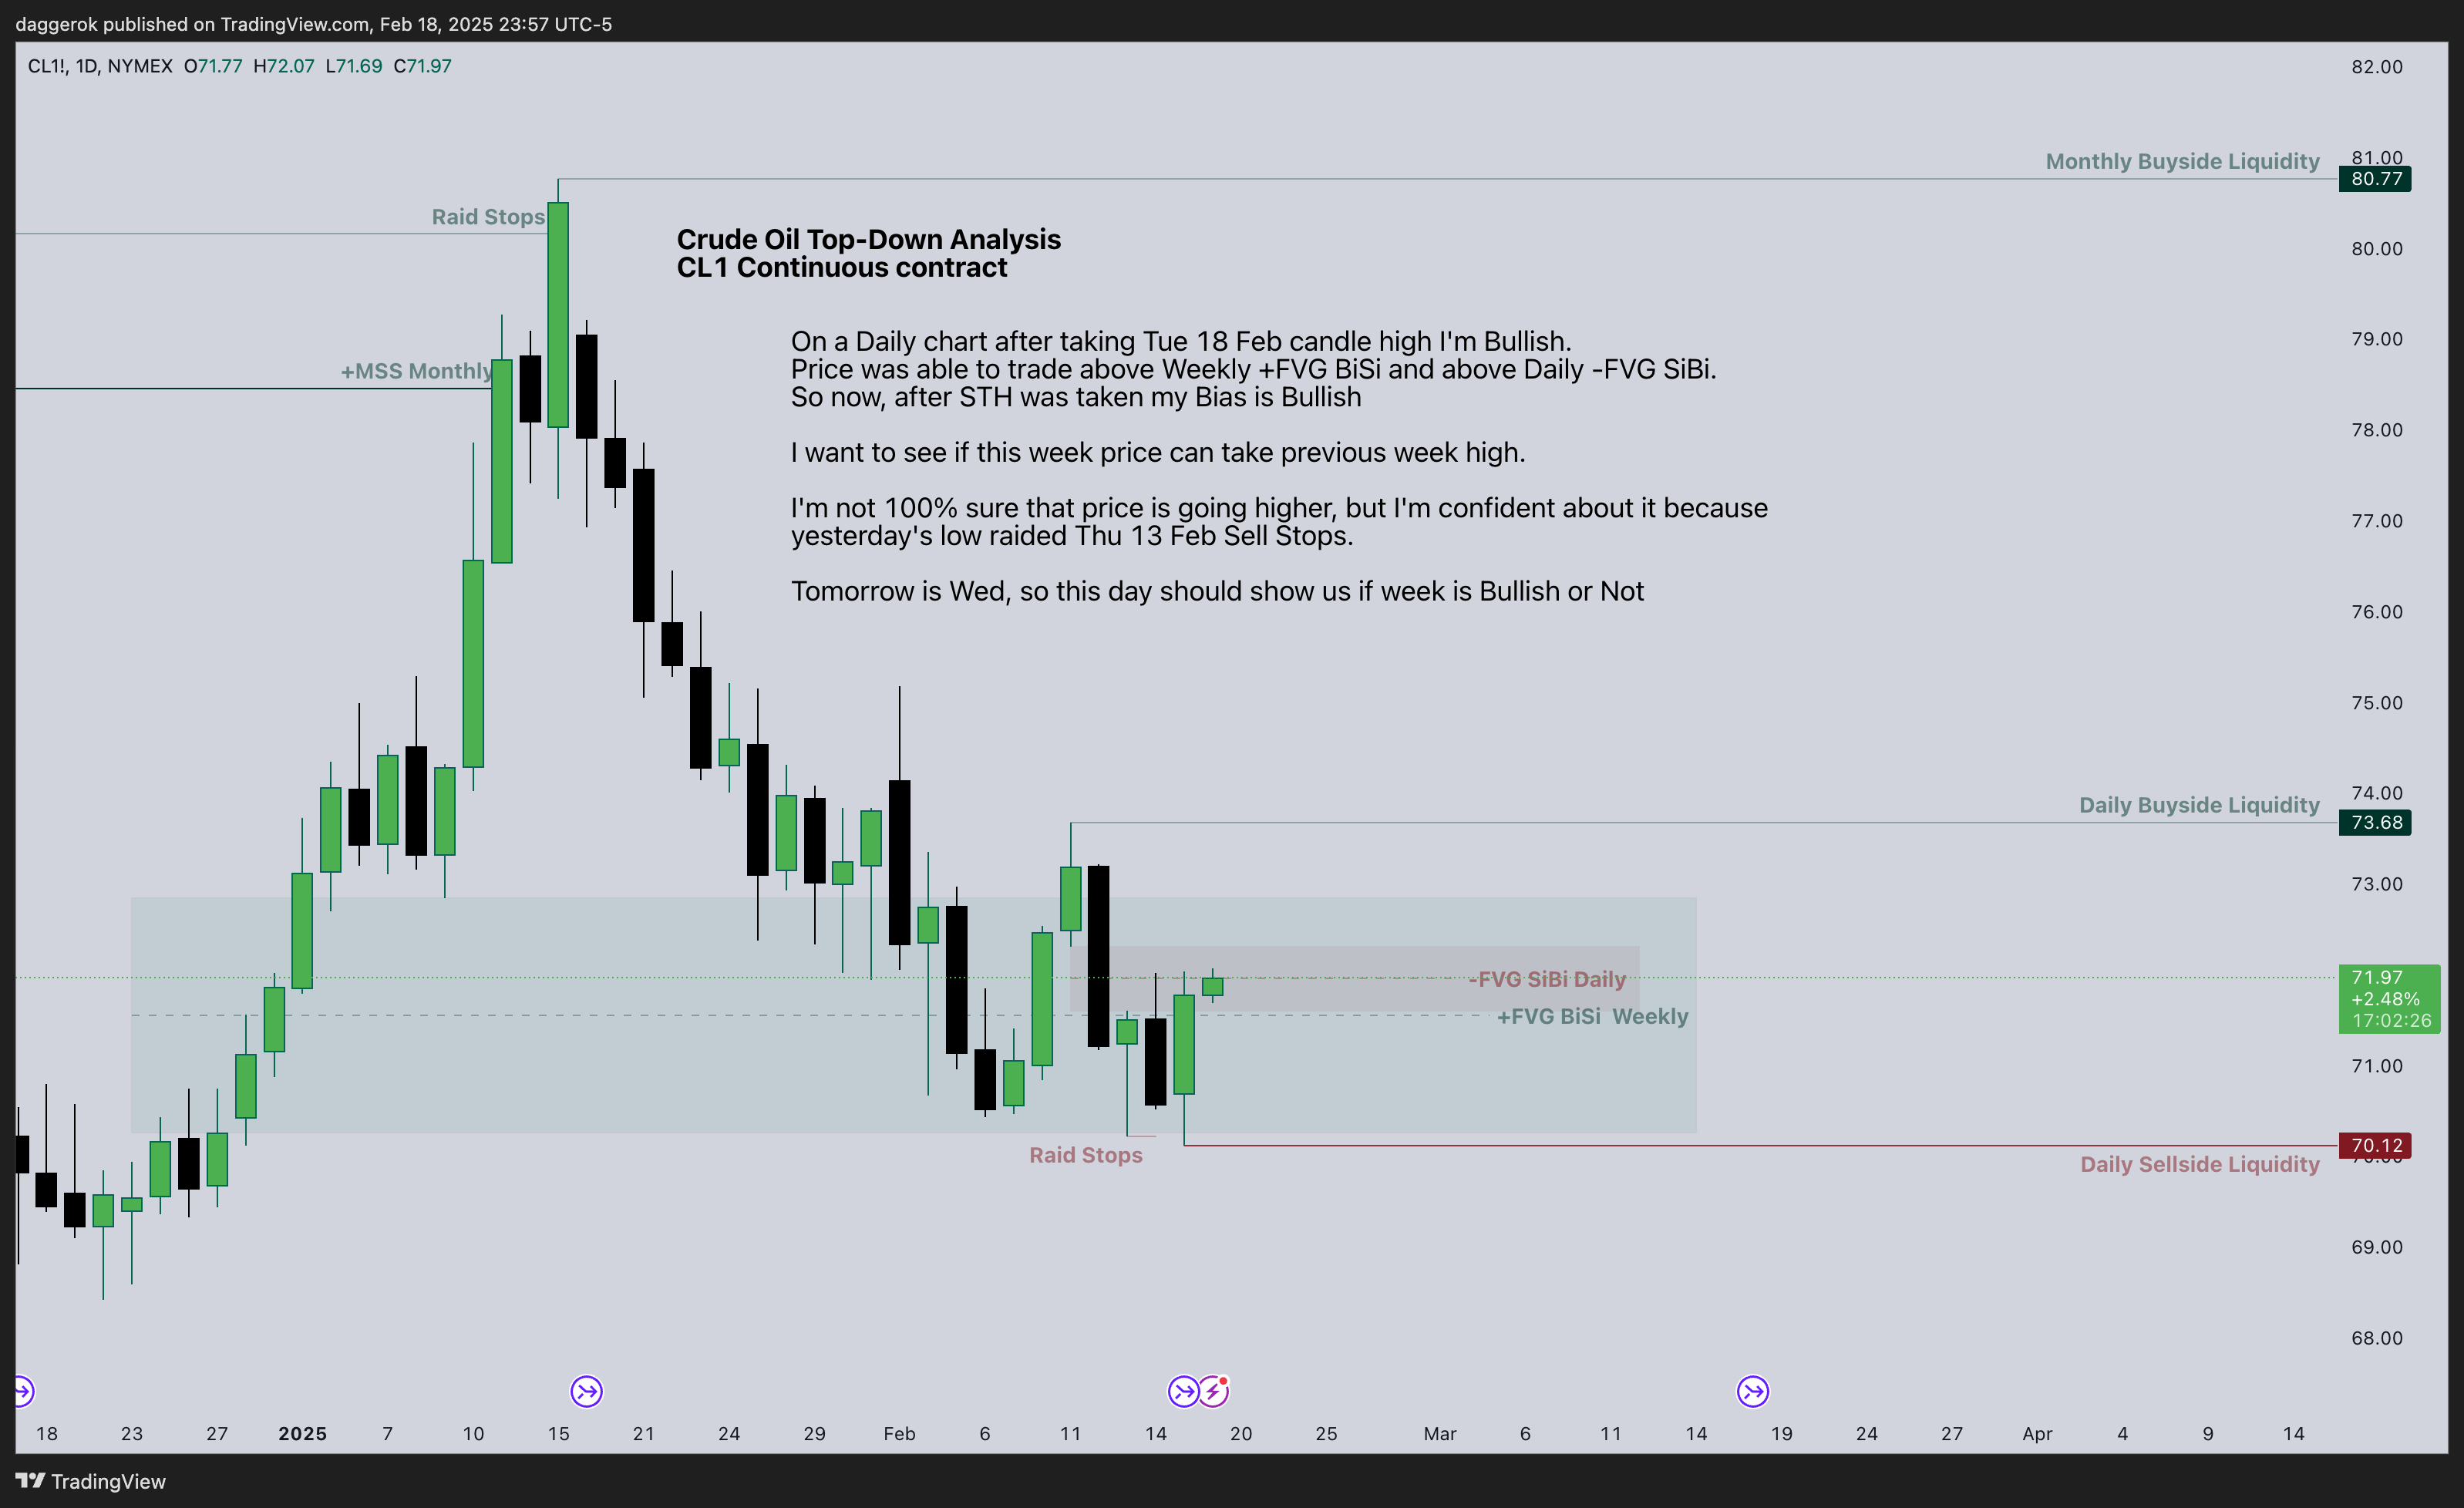 daggerok published on TradingView.com, Feb 18, 2025 23:57 UTC-5
CL1!, 1D, NYMEX O71.77 H72.07 L71.69 C71.97
82.00
Monthly Buyside Liquidity
81.00
80.77
Raid Stops
Crude Oil Top-Down Analysis
CL1 Continuous contract
80.00
On a Daily chart after taking Tue 18 Feb candle high I'm Bullish.
Price was able to trade above Weekly +FVG BiSi and above Daily -FVG SiBi.
So now, after STH was taken my Bias is Bullish
79.00
+MSS Monthly
78.00
I want to see if this week price can take previous week high.
I'm not 100% sure that price is going higher, but I'm confident about it because
yesterday's low raided Thu 13 Feb Sell Stops.
77.00
Tomorrow is Wed, so this day should show us if week is Bullish or Not
76.00
75.00
74.00
Daily Buyside Liquidity
73.68
73.00
-FVG SiBi Daily
71.97
+2.48%
17:02:26
+FVG BiSi Weekly
71.00
70.12
Raid Stops
70.00
Daily Sellside Liquidity
69.00
68.00
18 23 27 2025 7 10 15 21 24 29 Feb 6 11 14 20 25 Mar 6 11 14 19 24 27 Apr 4 9 14
TradingView